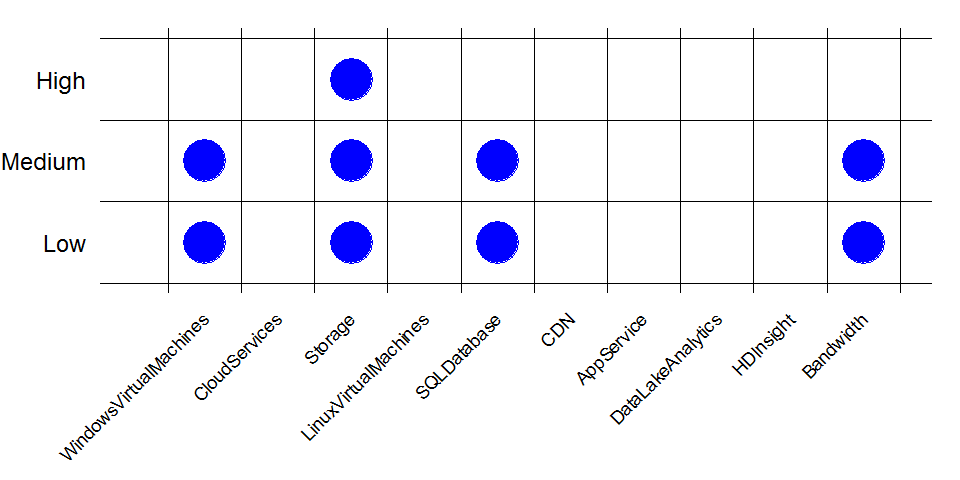 High
Medium
Low
WindowsVirtualMachines
CloudServices
Storage
LinuxVirtualMachines
SQLDatabase
CDN
AppService
DataLakeAnalytics
HDInsight
Bandwidth